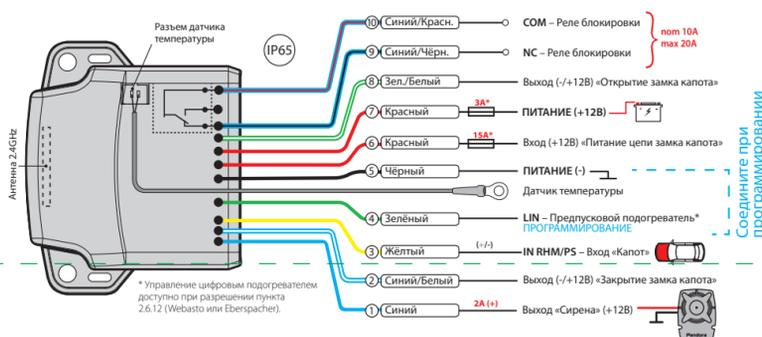 Разъем датчика
температуры
IP65
Антенна 2.4GHz
10 Синий/Красн. COM – Реле блокировки
nom 10A
max 20A
9 Синий/Чёрн. NC – Реле блокировки
8 Зел./Белый Выход (-/+12В) «Открытие замка капота»
7 Красный 3А* ПИТАНИЕ (+12В)
6 Красный 15А* Вход (+12В) «Питание цепи замка капота»
5 Чёрный ПИТАНИЕ (-)
Датчик температуры
4 Зелёный LIN – Предпусковой подогреватель*
ПРОГРАММИРОВАНИЕ
3 Жёлтый (+/-) IN RHM/PS – Вход «Капот»
2 Синий/Белый Выход (-/+12В) «Закрытие замка капота»
1 Синий 2А (+) Выход «Сирена» (+12В)
Pandora
Соедините при
программировании
* Управление цифровым подогревателем
доступно при разрешении пункта
2.6.12 (Webasto или Eberspacher).